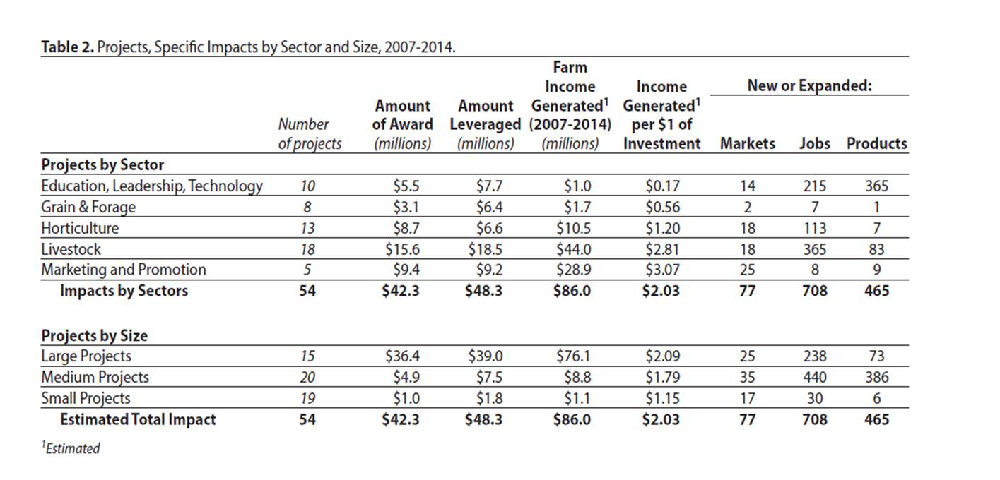 Table 2. Projects, Specific Impacts by Sector and Size, 2007-2014.
Number of projects | Amount of Award (millions) | Amount Leveraged (millions) | Farm Income Generated¹ (2007-2014) (millions) | Income Generated¹ per $1 of Investment | New or Expanded: Markets | Jobs | Products
Projects by Sector
Education, Leadership, Technology 10 $5.5 $7.7 $1.0 $0.17 14 215 365
Grain & Forage 8 $3.1 $6.4 $1.7 $0.56 2 7 1
Horticulture 13 $8.7 $6.6 $10.5 $1.20 18 113 7
Livestock 18 $15.6 $18.5 $44.0 $2.81 18 365 83
Marketing and Promotion 5 $9.4 $9.2 $28.9 $3.07 25 8 9
Impacts by Sectors 54 $42.3 $48.3 $86.0 $2.03 77 708 465
Projects by Size
Large Projects 15 $36.4 $39.0 $76.1 $2.09 25 238 73
Medium Projects 20 $4.9 $7.5 $8.8 $1.79 35 440 386
Small Projects 19 $1.0 $1.8 $1.1 $1.15 17 30 6
Estimated Total Impact 54 $42.3 $48.3 $86.0 $2.03 77 708 465
¹Estimated